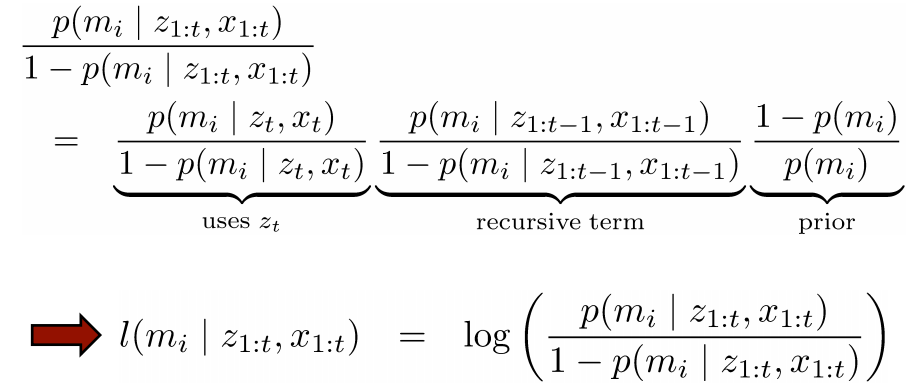 p(m_i | z_{1:t}, x_{1:t})
1 − p(m_i | z_{1:t}, x_{1:t})
= p(m_i | z_t, x_t) p(m_i | z_{1:t−1}, x_{1:t−1}) 1 − p(m_i)
1 − p(m_i | z_t, x_t) 1 − p(m_i | z_{1:t−1}, x_{1:t−1}) p(m_i)
uses z_t recursive term prior
l(m_i | z_{1:t}, x_{1:t}) = log ( p(m_i | z_{1:t}, x_{1:t})
1 − p(m_i | z_{1:t}, x_{1:t}) )